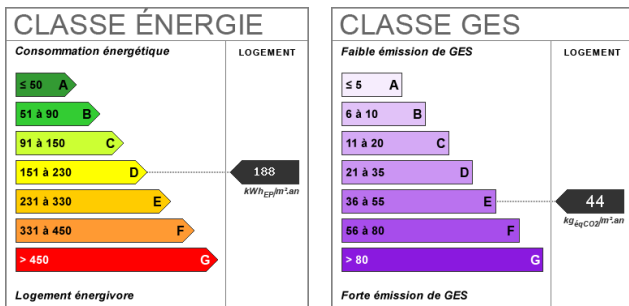 CLASSE ÉNERGIE
Consommation énergétique
LOGEMENT
≤ 50 A
51 à 90 B
91 à 150 C
151 à 230 D
188
kWhEP/m².an
231 à 330 E
331 à 450 F
> 450 G
Logement énergivore
CLASSE GES
Faible émission de GES
LOGEMENT
≤ 5 A
6 à 10 B
11 à 20 C
21 à 35 D
36 à 55 E
44
kgéqCO2/m².an
56 à 80 F
> 80 G
Forte émission de GES